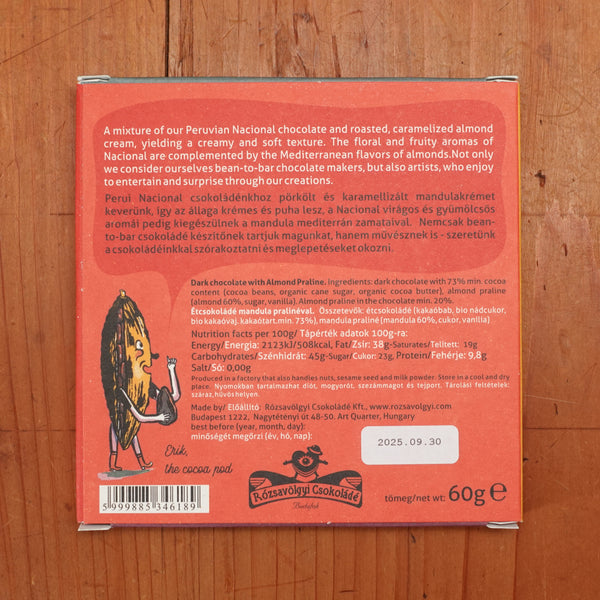 A mixture of our Peruvian Nacional chocolate and roasted, caramelized almond
cream, yielding a creamy and soft texture. The floral and fruity aromas of
Nacional are complemented by the Mediterranean flavors of almonds.Not only
we consider ourselves bean-to-bar chocolate makers, but also artists, who enjoy
to entertain and surprise through our creations.
Perui Nacional csokoládénkhoz pörkölt és karamellizált mandulakrémet
keverünk, így az állaga krémes és puha lesz, a Nacional virágos és gyümölcsös
aromái pedig kiegészülnek a mandula mediterrán zamataival. Nemcsak bean-
to-bar csokoládé készítőnek tartjuk magunkat, hanem művésznek is - szeretünk
a csokoládéinkkal szórakoztatni és meglepetéseket okozni.
Dark chocolate with Almond Praline. Ingredients: dark chocolate with 73% min. cocoa
content (cocoa beans, organic cane sugar, organic cocoa butter), almond praline
(almond 60%, sugar, vanilla). Almond praline in the chocolate min. 20%.
Étcsokoládé mandula pralinéval. Összetevők: étcsokoládé (kakaóbab, bio nádcukor,
bio kakaóvaj, kakaótart.min. 73%), mandula praliné (mandula 60%, cukor, vanília).
Nutrition facts per 100g/ Tápérték adatok 100g-ra:
Energy/Energia: 2123kJ/508kcal, Fat/Zsír: 38g-Saturates/Telített: 19g
Carbohydrates/Szénhidrát: 45g-Sugar/Cukor: 23g, Protein/Fehérje: 9,8g
Salt/Só: 0,00g
Produced in a factory that also handles nuts, sesame seed and milk powder. Store in a cool and dry
place. Nyomokban tartalmazhat diót, mogyorót, szezámmagot és tejport. Tárolási feltételek:
száraz, hűvös helyen.
Made by: Előállító Rózsavölgyi Csokoládé Kft., www.rozsavolgyi.com
Budapest 1222, Nagytétényi út 48-50. Art Quarter, Hungary
best before (year, month, day):
minőségét megőrzi (év, hó, nap):
2025.09.30
Erik,
the cocoa pod
Rózsavölgyi Csokoládé
Budapest
5 999885 346189
tömeg/net wt: 60g e